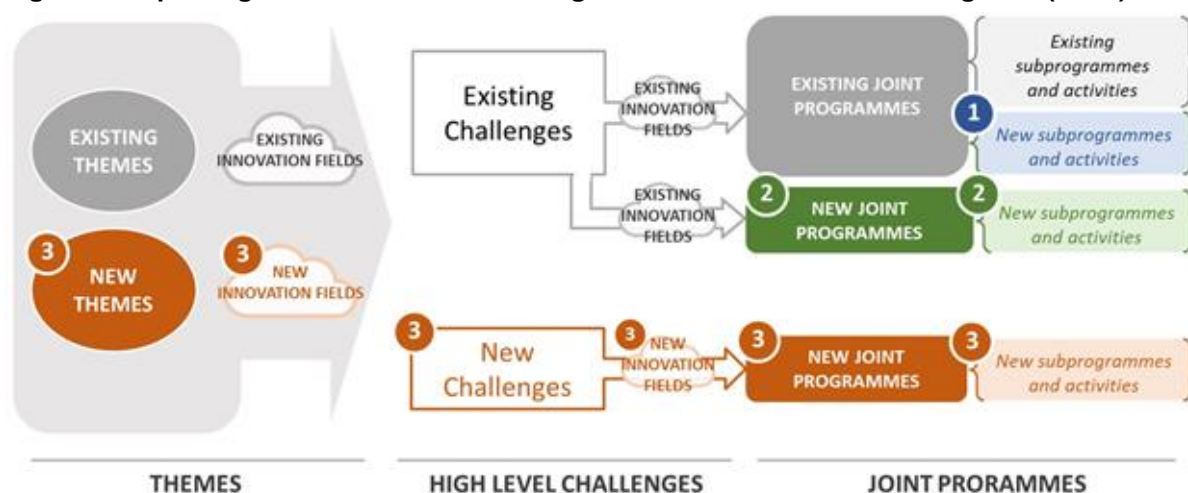 EXISTING
THEMES
EXISTING
INNOVATION FIELDS
3
NEW
THEMES
3
NEW
INNOVATION FIELDS
Existing
Challenges
EXISTING
INNOVATION
FIELDS
EXISTING
INNOVATION
FIELDS
3
New
Challenges
3
NEW
INNOVATION
FIELDS
EXISTING JOINT
PROGRAMMES
Existing
subprogrammes
and activities
1
New subprogrammes
and activities
2
NEW JOINT
PROGRAMMES
2
New subprogrammes
and activities
3
NEW JOINT
PROGRAMMES
3
New subprogrammes
and activities
THEMES
HIGH LEVEL CHALLENGES
JOINT PRORAMMES